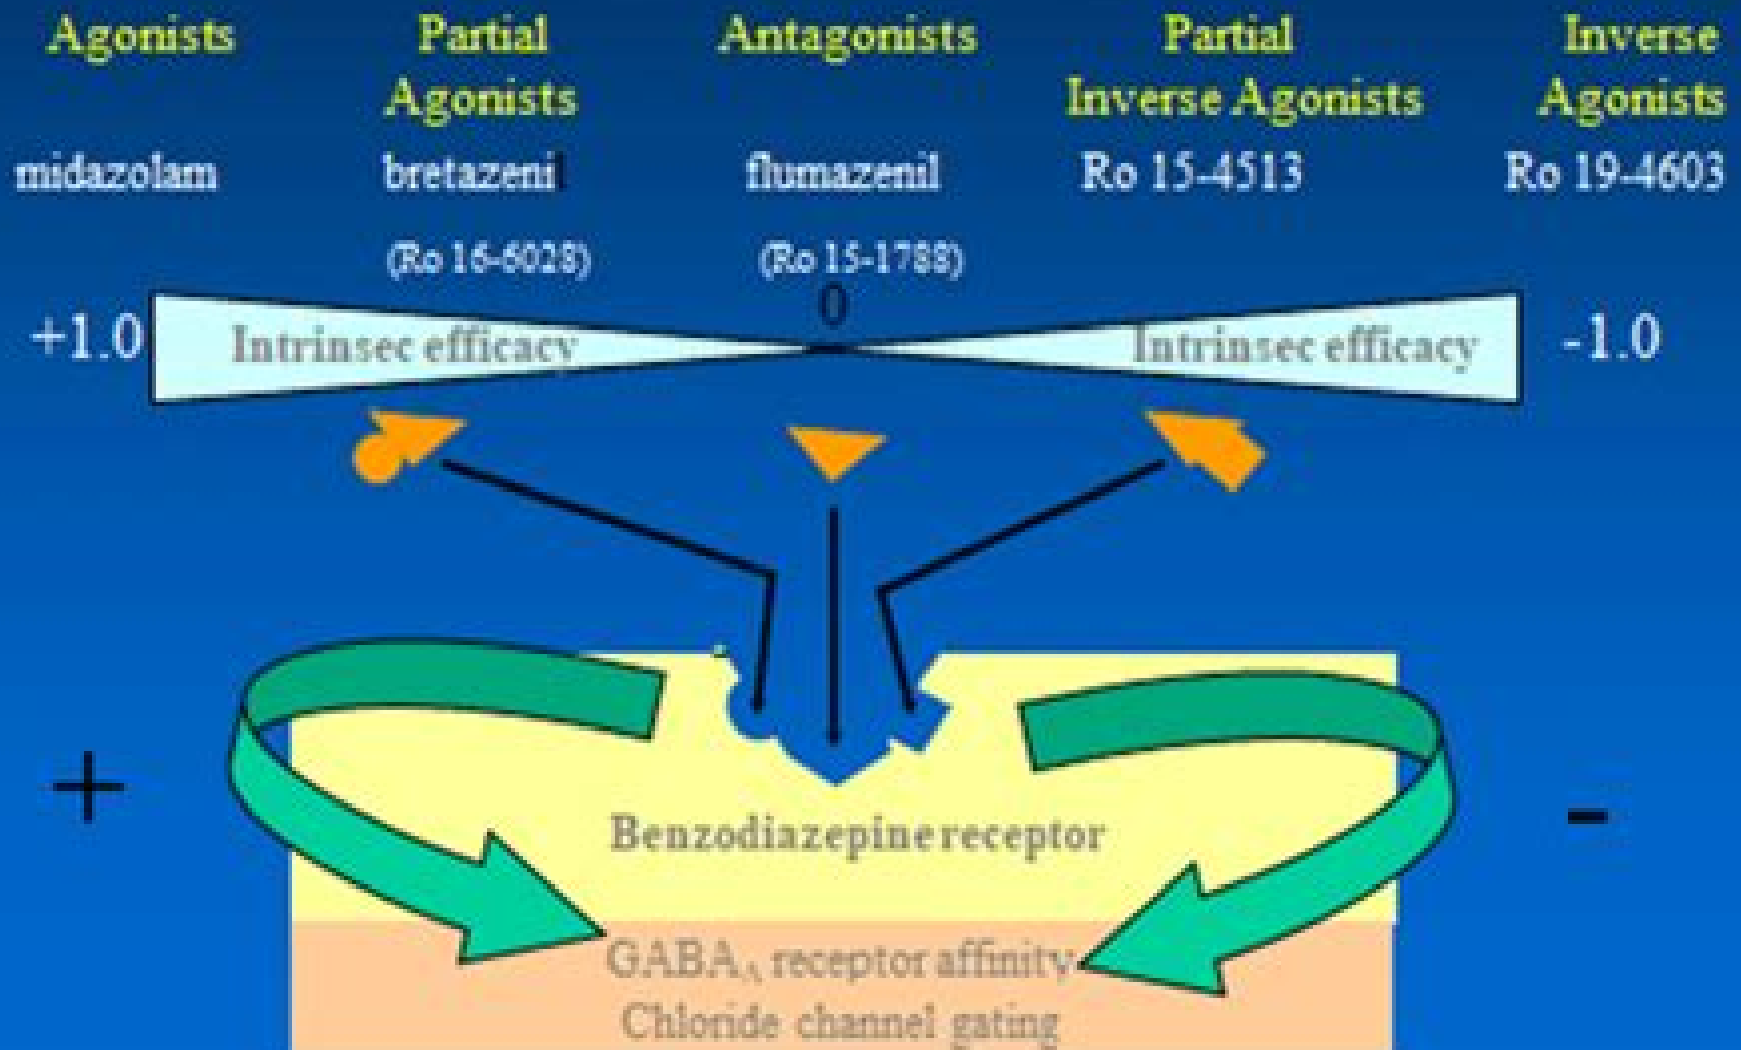 Agonists
Partial
Agonists
Antagonists
Partial
Inverse Agonists
Inverse
Agonists
midazolam
bretazenil
(Ro 16-6028)
flumazenil
(Ro 15-1788)
Ro 15-4513
Ro 19-4603
+1.0
Intrinsec efficacy
0
Intrinsec efficacy
-1.0
+
-
Benzodiazepine receptor
GABAA receptor affinity
Chloride channel gating